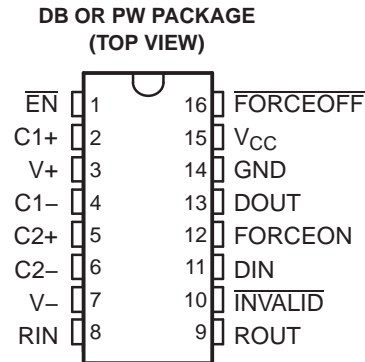 DB OR PW PACKAGE
(TOP VIEW)
EN 1 16 FORCEOFF
C1+ 2 15 VCC
V+ 3 14 GND
C1− 4 13 DOUT
C2+ 5 12 FORCEON
C2− 6 11 DIN
V− 7 10 INVALID
RIN 8 9 ROUT